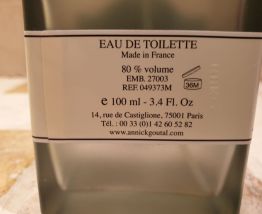 EAU DE TOILETTE
Made in France
80 % volume
EMB. 27003
REF. 049373M
36M
e 100 ml - 3.4 Fl. Oz
14, rue de Castiglione, 75001 Paris
Tél. : 00 33 (0)1 42 60 52 82
www.annickgoutal.com